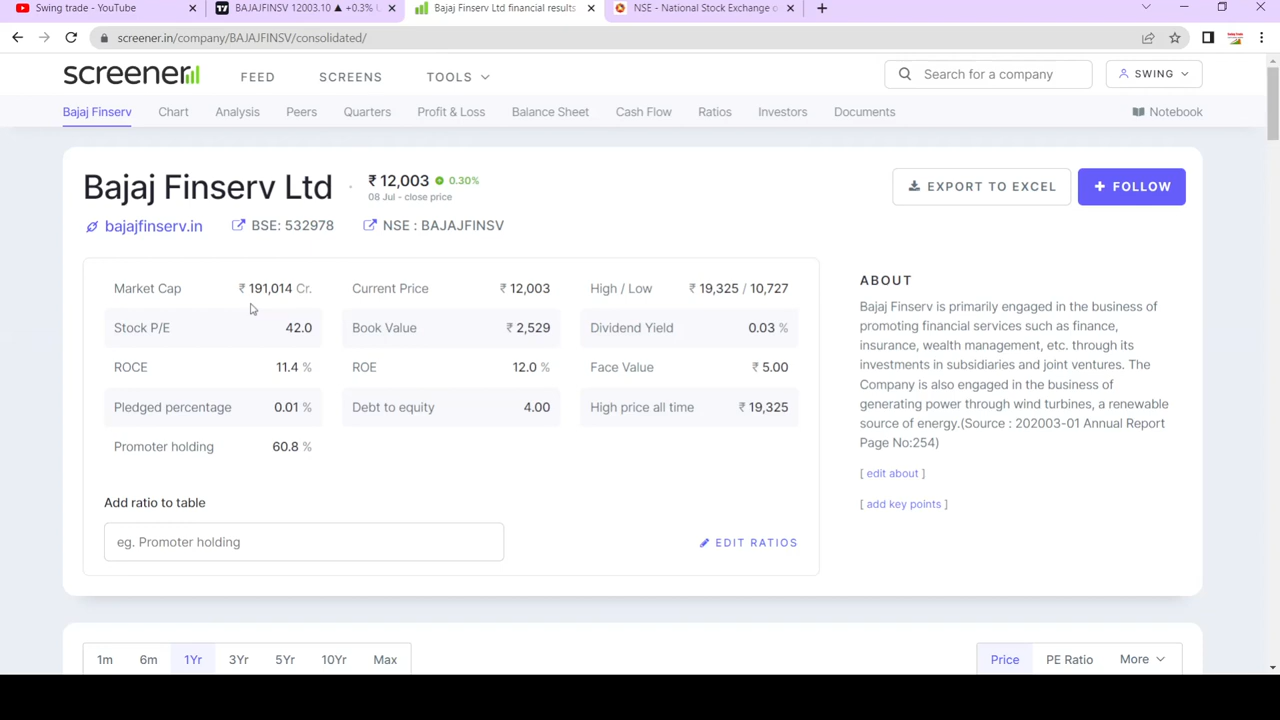 Swing trade - YouTube
BAJAJFINSV 12003.10 ▲ +0.3%
Bajaj Finserv Ltd financial results
NSE - National Stock Exchange o
screener.in/company/BAJAJFINSV/consolidated/
screener
FEED
SCREENS
TOOLS
Search for a company
SWING
Bajaj Finserv
Chart
Analysis
Peers
Quarters
Profit & Loss
Balance Sheet
Cash Flow
Ratios
Investors
Documents
Notebook
Bajaj Finserv Ltd
₹ 12,003 0.30%
08 Jul - close price
EXPORT TO EXCEL
+ FOLLOW
bajajfinserv.in
BSE: 532978
NSE : BAJAJFINSV
Market Cap ₹ 191,014 Cr.
Current Price ₹ 12,003
High / Low ₹ 19,325 / 10,727
Stock P/E 42.0
Book Value ₹ 2,529
Dividend Yield 0.03 %
ROCE 11.4 %
ROE 12.0 %
Face Value ₹ 5.00
Pledged percentage 0.01 %
Debt to equity 4.00
High price all time ₹ 19,325
Promoter holding 60.8 %
Add ratio to table
eg. Promoter holding
EDIT RATIOS
ABOUT
Bajaj Finserv is primarily engaged in the business of
promoting financial services such as finance,
insurance, wealth management, etc. through its
investments in subsidiaries and joint ventures. The
Company is also engaged in the business of
generating power through wind turbines, a renewable
source of energy.(Source : 202003-01 Annual Report
Page No:254)
[ edit about ]
[ add key points ]
1m
6m
1Yr
3Yr
5Yr
10Yr
Max
Price
PE Ratio
More